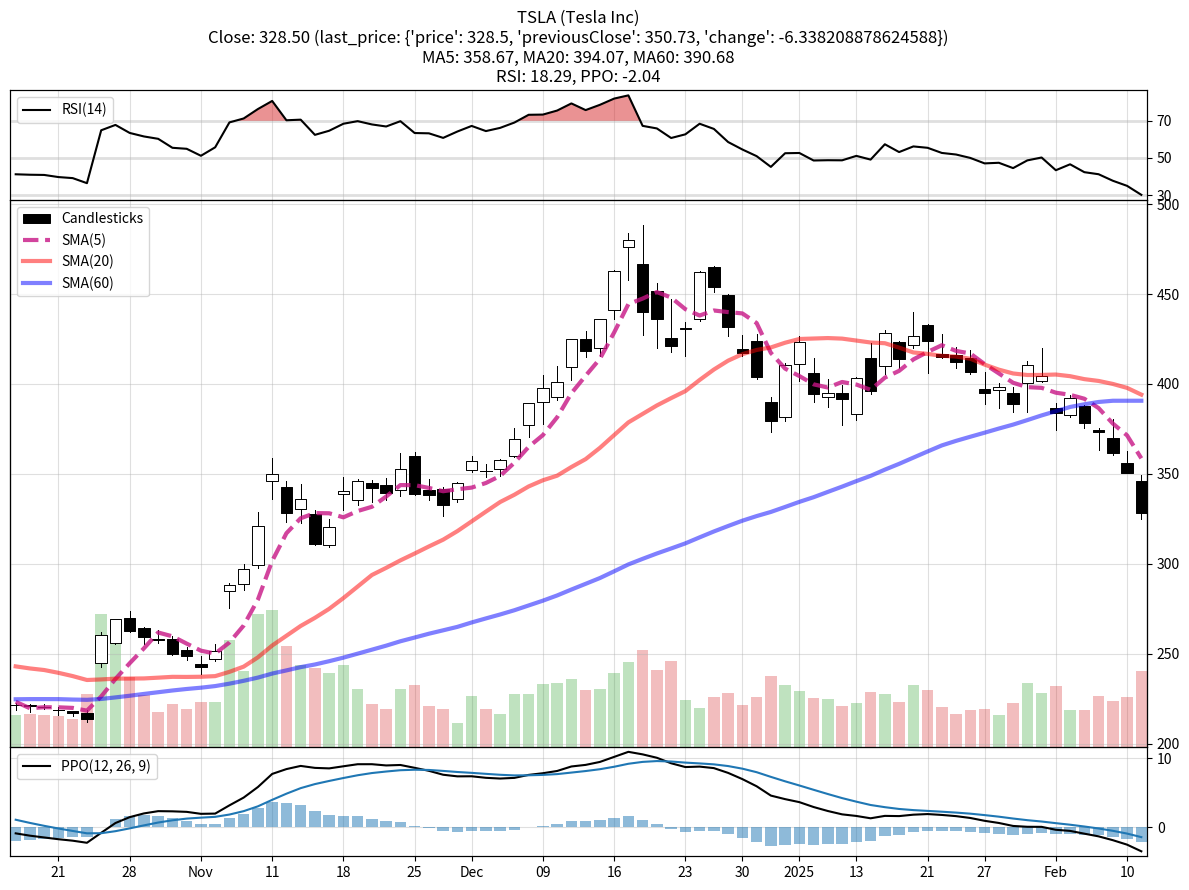 TSLA (Tesla Inc)
Close: 328.50 (last_price: {'price': 328.5, 'previousClose': 350.73, 'change': -6.338208878624588})
MA5: 358.67, MA20: 394.07, MA60: 390.68
RSI: 18.29, PPO: -2.04
RSI(14)
70
50
30
Candlesticks
SMA(5)
SMA(20)
SMA(60)
500
450
400
350
300
250
200
PPO(12, 26, 9)
10
0
21 28 Nov 11 18 25 Dec 09 16 23 30 2025 13 21 27 Feb 10